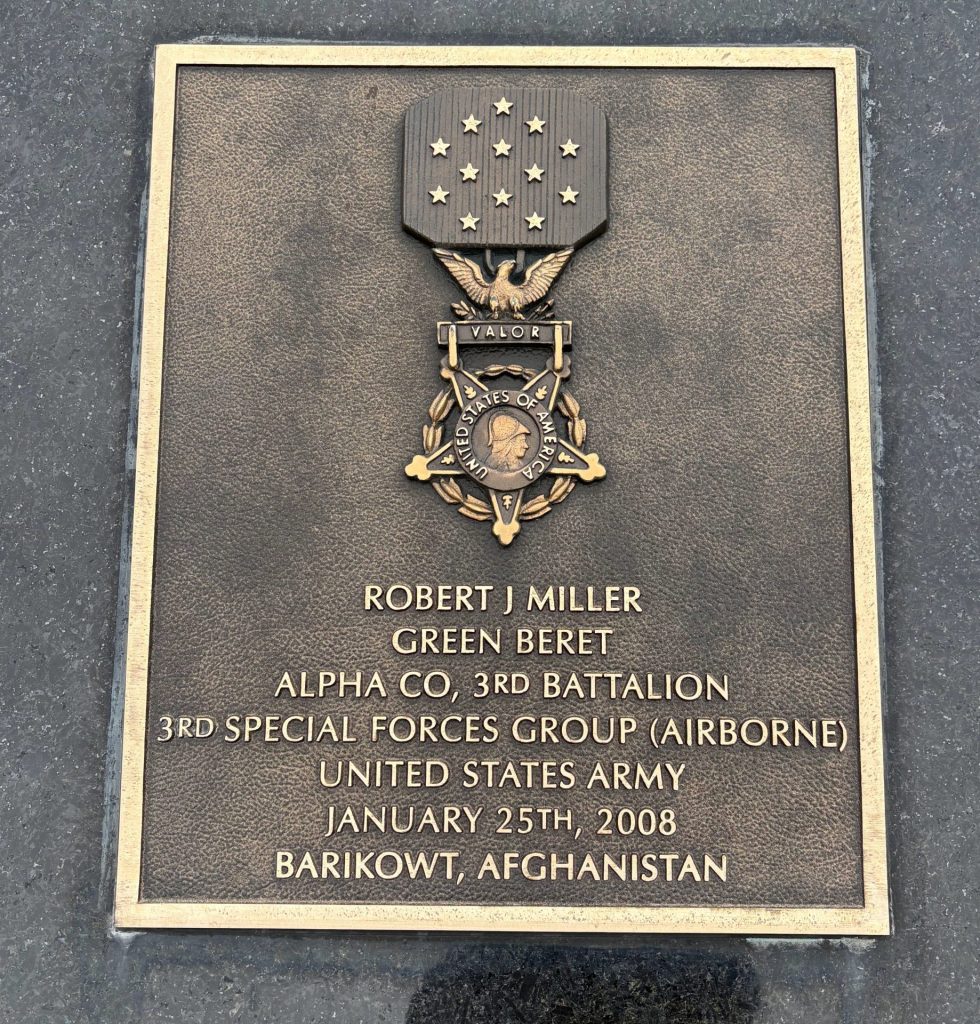 VALOR
UNITED STATES OF AMERICA
ROBERT J MILLER
GREEN BERET
ALPHA CO, 3RD BATTALION
3RD SPECIAL FORCES GROUP (AIRBORNE)
UNITED STATES ARMY
JANUARY 25TH, 2008
BARIKOWT, AFGHANISTAN